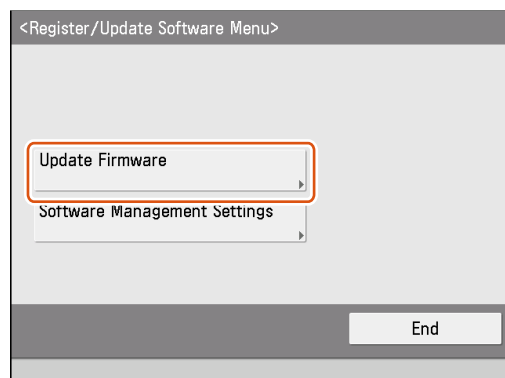 <Register/Update Software Menu>
Update Firmware
Software Management Settings
End